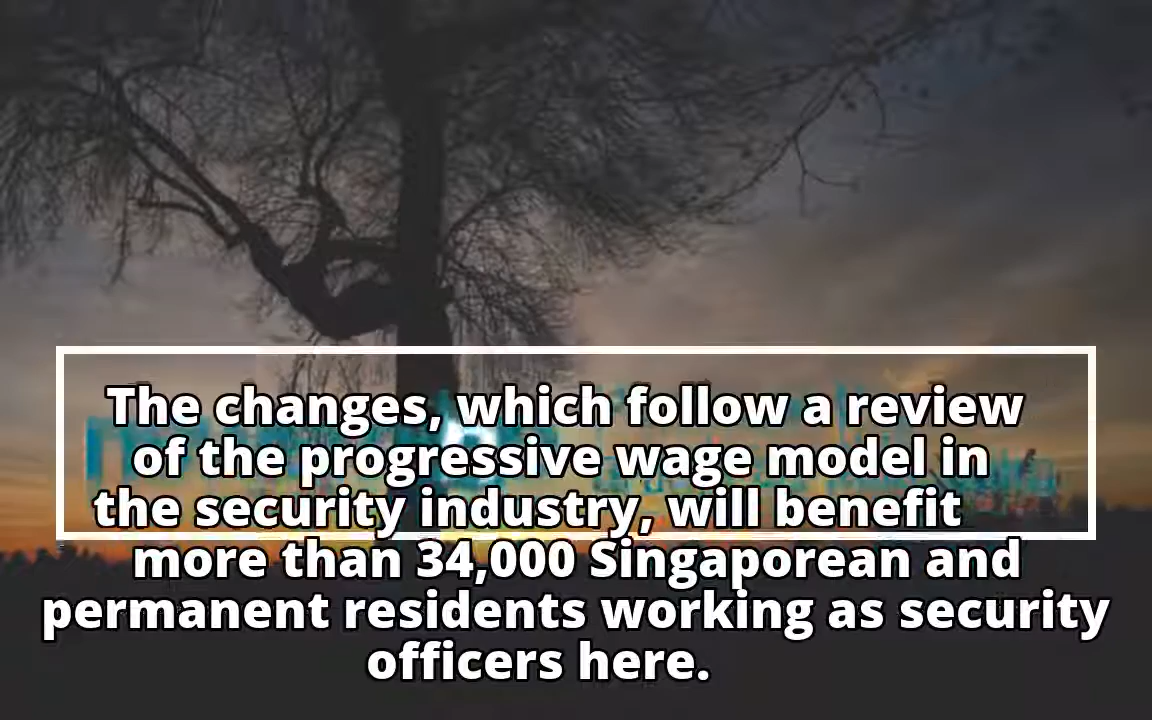 The changes, which follow a review
of the progressive wage model in
the security industry, will benefit
more than 34,000 Singaporean and
permanent residents working as security
officers here.